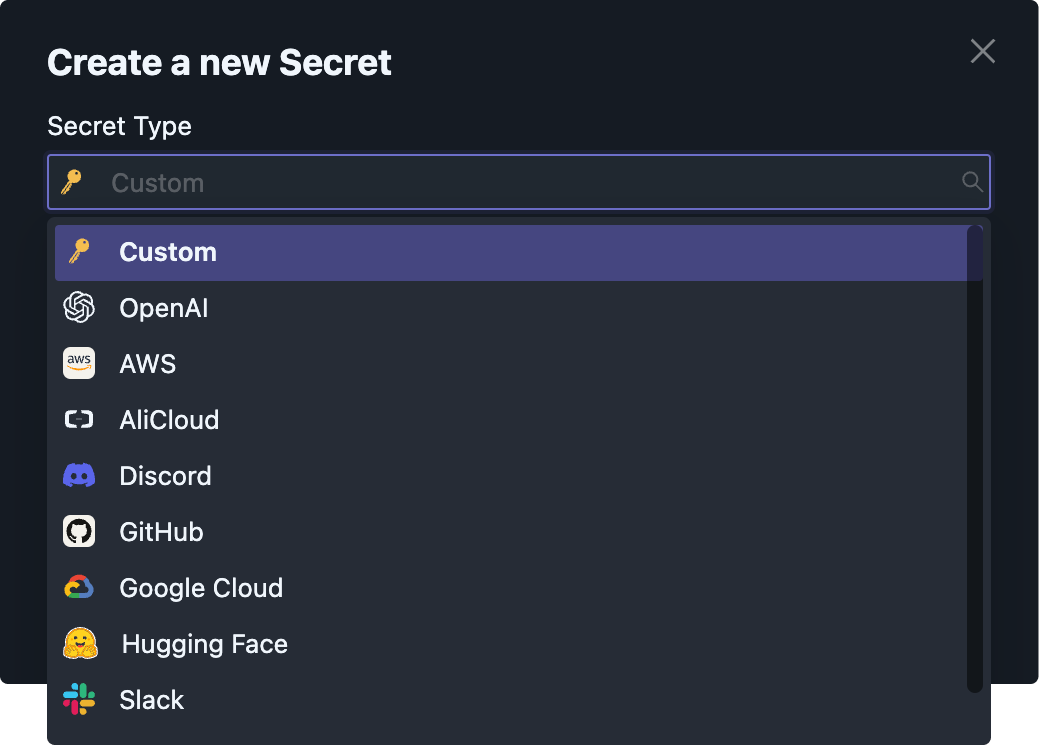 Create a new Secret
Secret Type
Custom
Custom
OpenAI
aws
AWS
AliCloud
Discord
GitHub
Google Cloud
Hugging Face
Slack